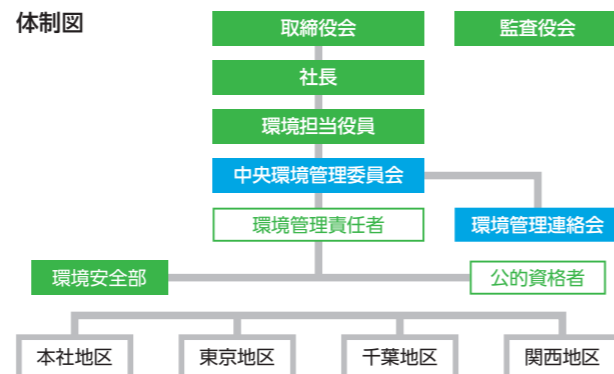 体制図
取締役会
監査役会
社長
環境担当役員
中央環境管理委員会
環境管理責任者
環境管理連絡会
環境安全部
公的資格者
本社地区
東京地区
千葉地区
関西地区